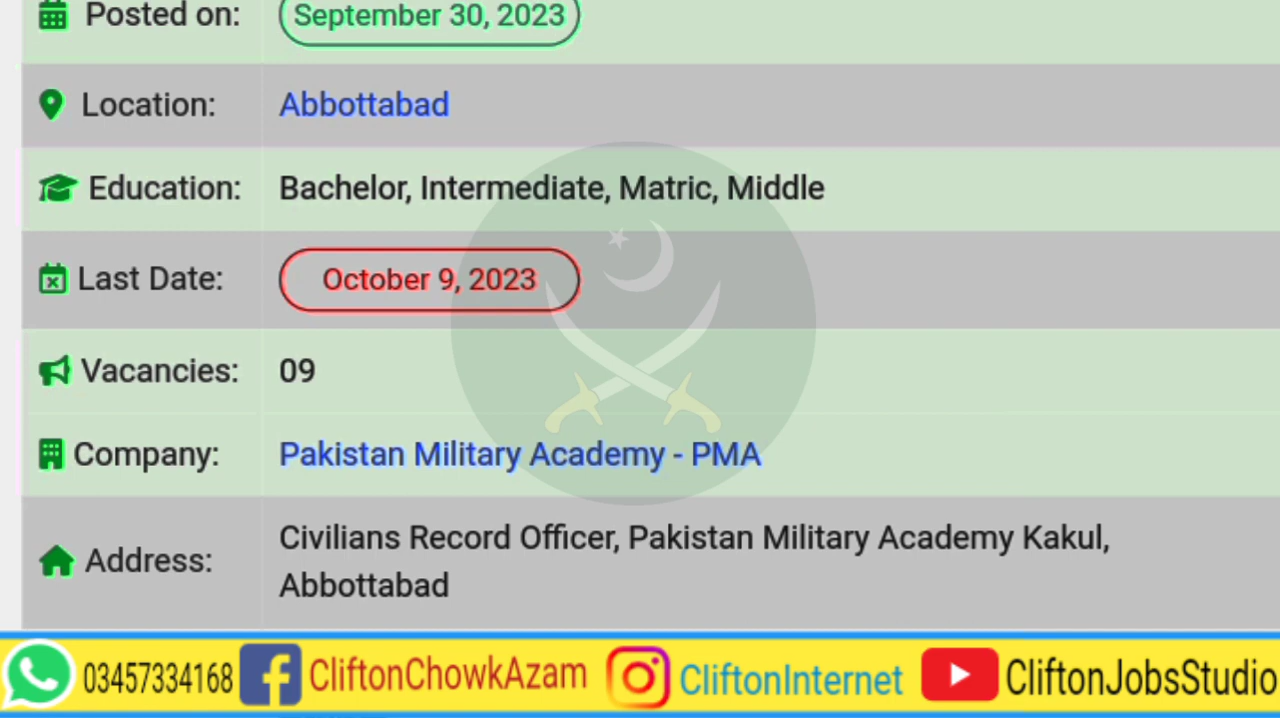 Posted on: September 30, 2023
Location: Abbottabad
Education: Bachelor, Intermediate, Matric, Middle
Last Date: October 9, 2023
Vacancies: 09
Company: Pakistan Military Academy - PMA
Address: Civilians Record Officer, Pakistan Military Academy Kakul,
Abbottabad
03457334168 CliftonChowkAzam CliftonInternet CliftonJobsStudio